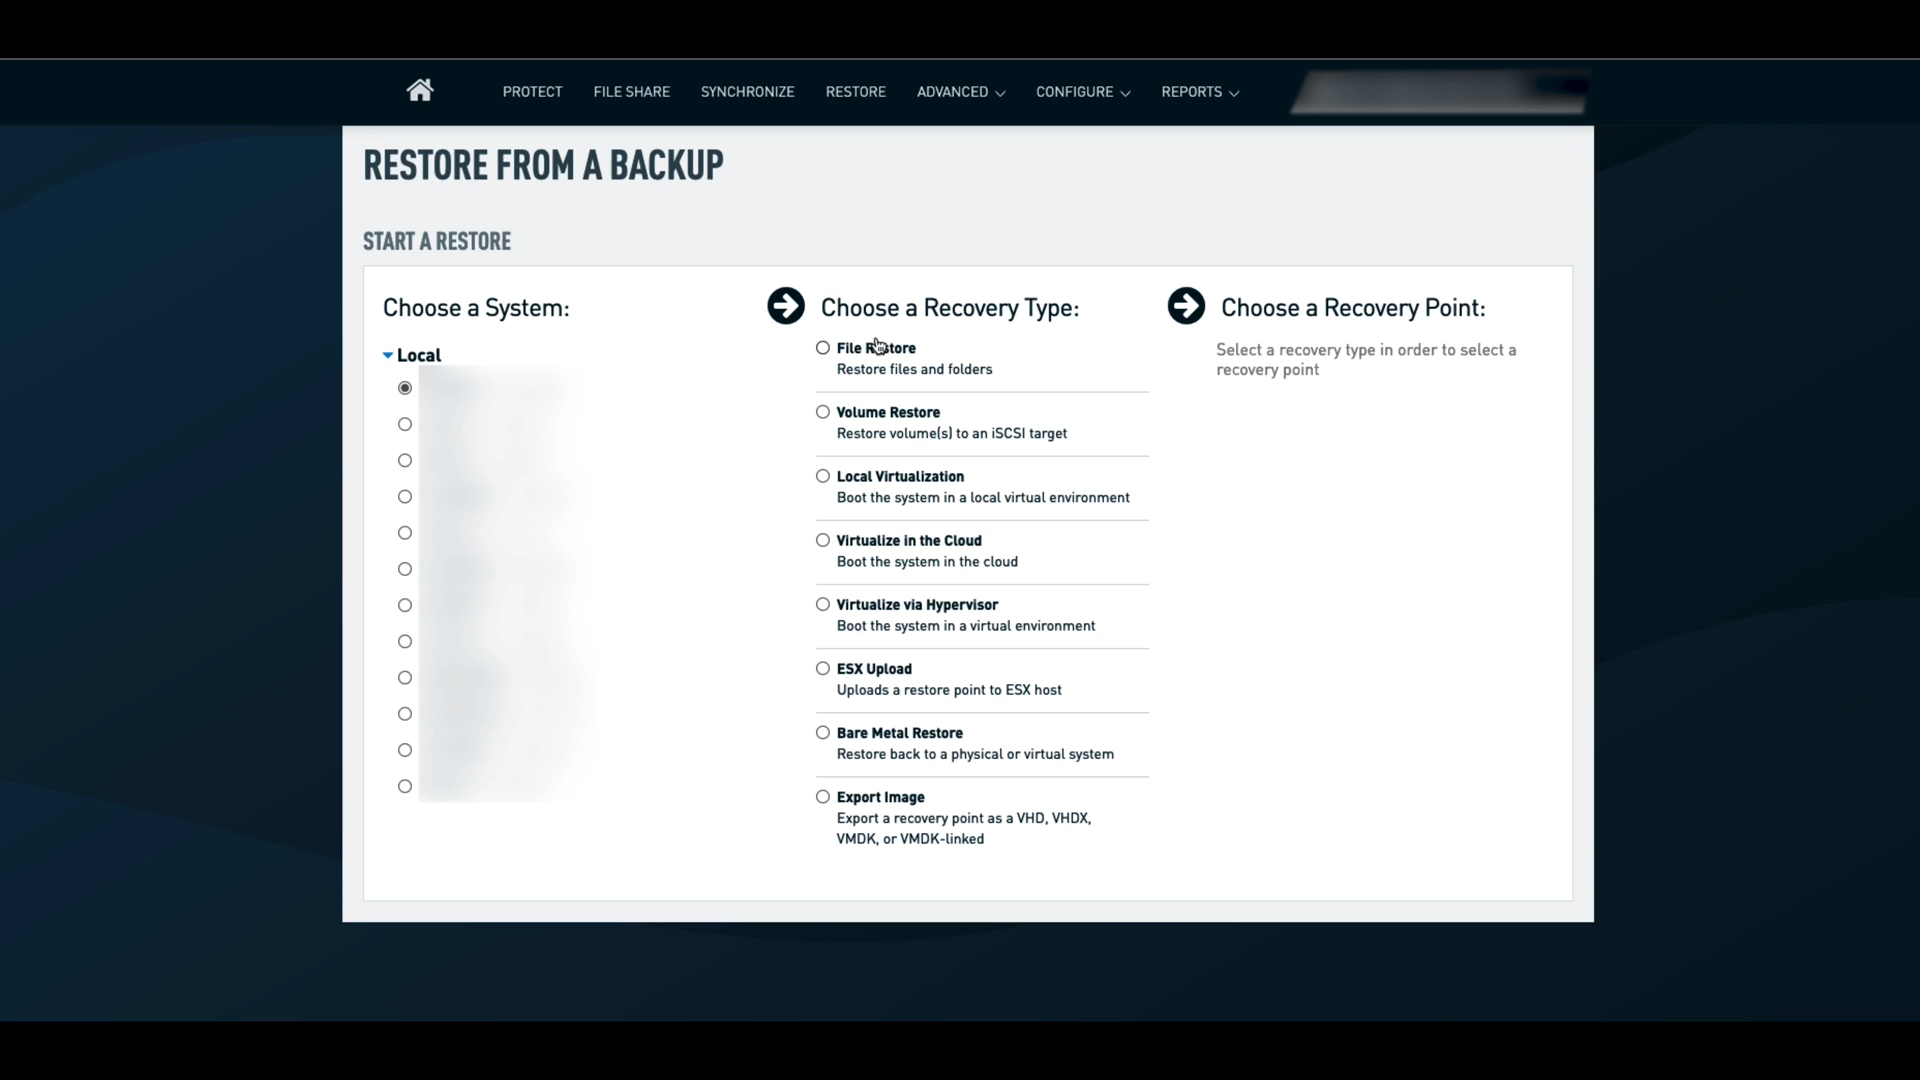 PROTECT
FILE SHARE
SYNCHRONIZE
RESTORE
ADVANCED
CONFIGURE
REPORTS
RESTORE FROM A BACKUP
START A RESTORE
Choose a System:
Local
Choose a Recovery Type:
File Restore
Restore files and folders
Volume Restore
Restore volume(s) to an iSCSI target
Local Virtualization
Boot the system in a local virtual environment
Virtualize in the Cloud
Boot the system in the cloud
Virtualize via Hypervisor
Boot the system in a virtual environment
ESX Upload
Uploads a restore point to ESX host
Bare Metal Restore
Restore back to a physical or virtual system
Export Image
Export a recovery point as a VHD, VHDX,
VMDK, or VMDK-linked
Choose a Recovery Point:
Select a recovery type in order to select a
recovery point